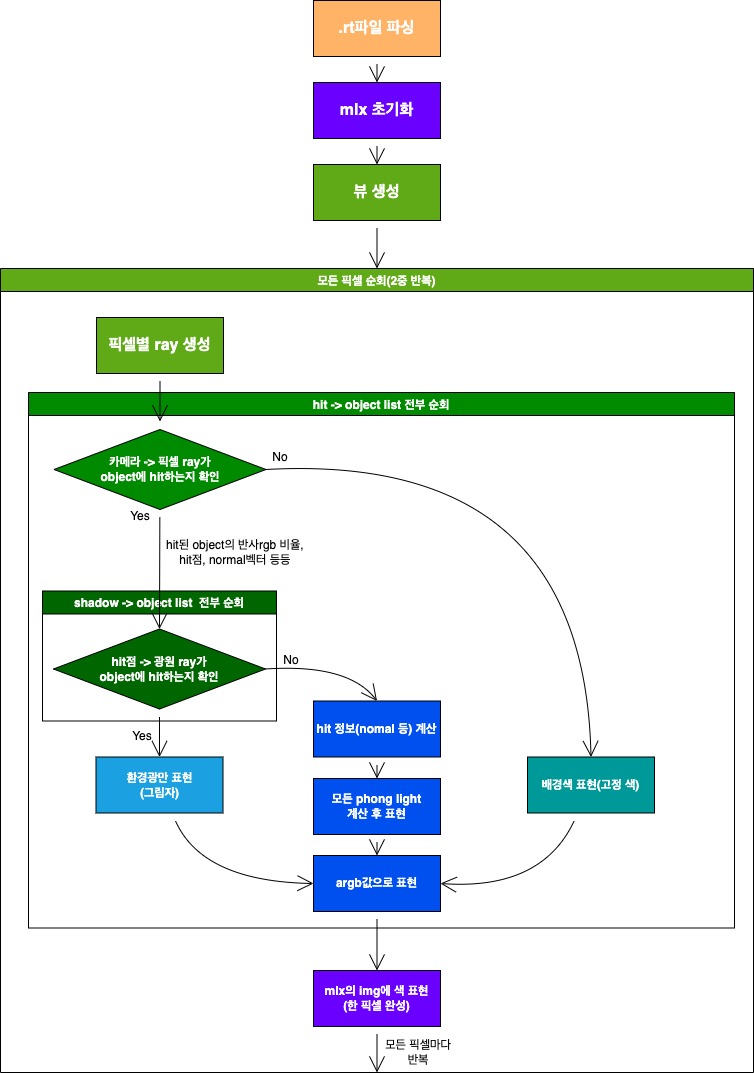 .rt파일 파싱
mlx 초기화
뷰 생성
모든 픽셀 순회(2중 반복)
픽셀별 ray 생성
hit -> object list 전부 순회
카메라 -> 픽셀 ray가
object에 hit하는지 확인
No
Yes
hit된 object의 반사rgb 비율,
hit점, normal벡터 등등
shadow -> object list  전부 순회
hit점 -> 광원 ray가
object에 hit하는지 확인
No
Yes
hit 정보(nomal 등) 계산
환경광만 표현
(그림자)
모든 phong light
계산 후 표현
배경색 표현(고정 색)
argb값으로 표현
mlx의 img에 색 표현
(한 픽셀 완성)
모든 픽셀마다
반복